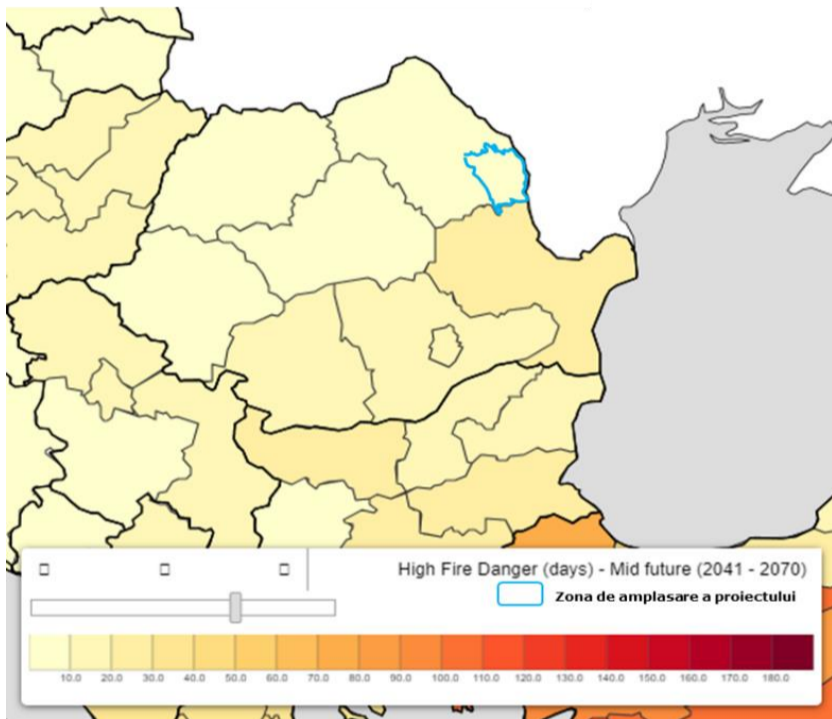 High Fire Danger (days) - Mid future (2041 - 2070)
Zona de amplasare a proiectului
10.0 20.0 30.0 40.0 50.0 60.0 70.0 80.0 90.0 100.0 110.0 120.0 130.0 140.0 150.0 160.0 170.0 180.0